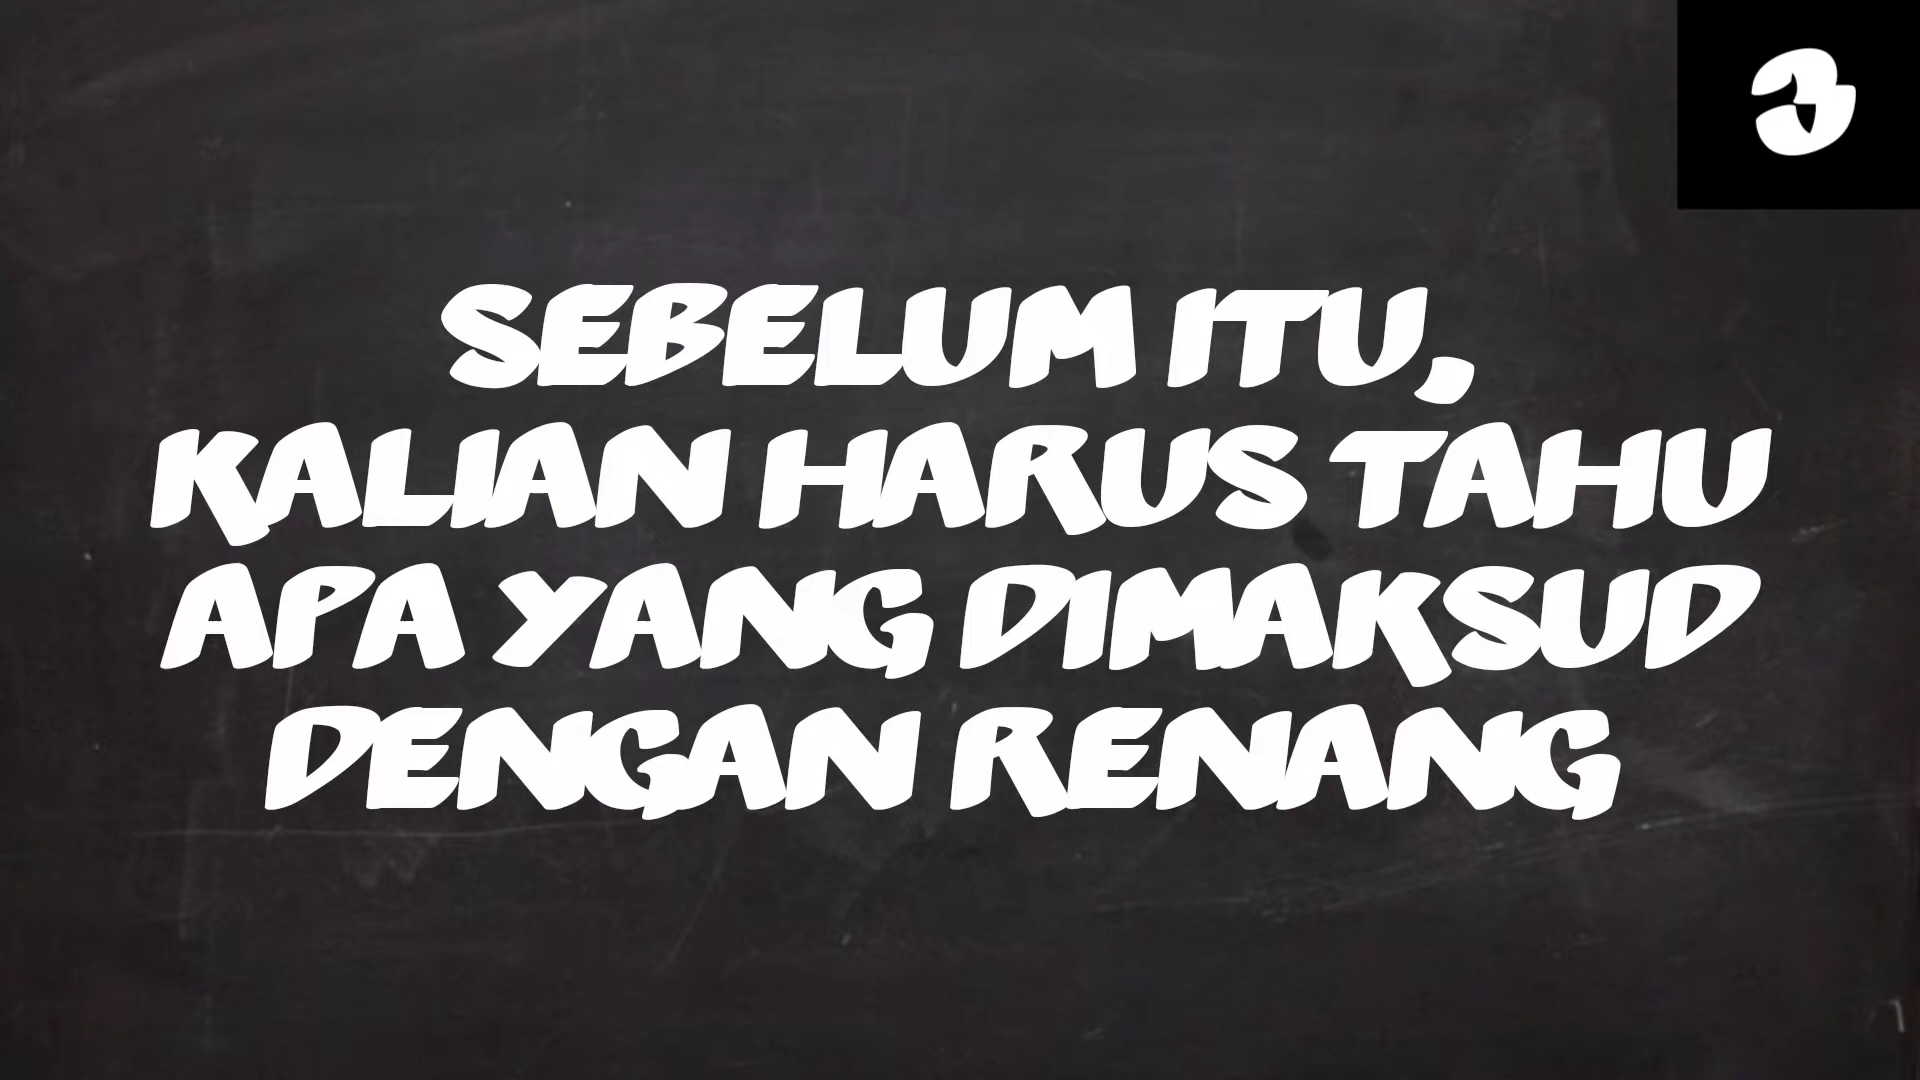 3
SEBELUM ITU,
KALIAN HARUS TAHU
APA YANG DIMAKSUD
DENGAN RENANG